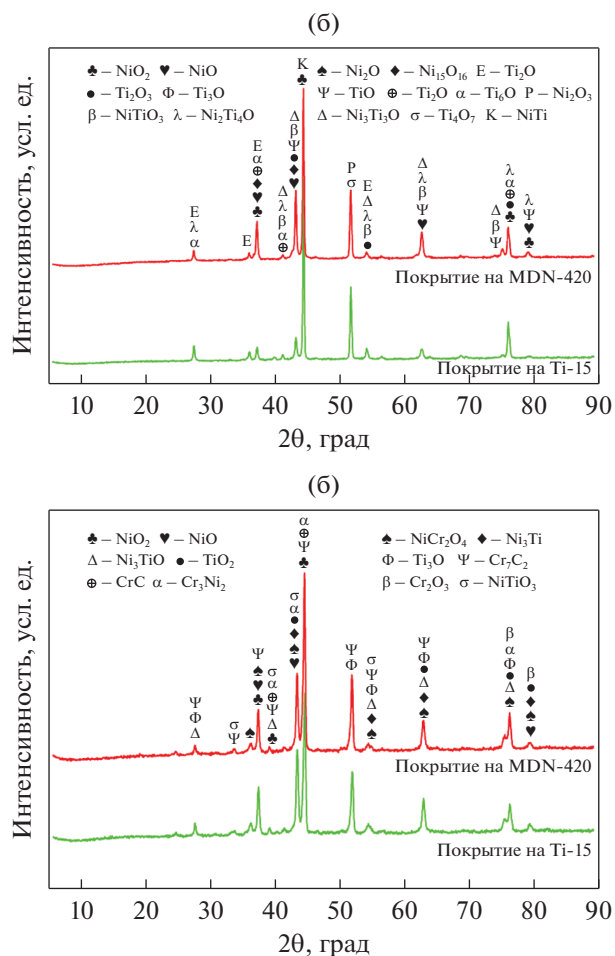 (б)
Интенсивность, усл. ед.
♣ – NiO2 ♥ – NiO ♠ – Ni2O ♦ – Ni15O16 E – Ti2O
● – Ti2O3 Φ – Ti3O Ψ – TiO ⊕ – Ti2O α – Ti6O P – Ni2O3
β – NiTiO3 λ – Ni2Ti4O Δ – Ni3Ti3O σ – Ti4O7 K – NiTi
E
λ
α
E
E
α
⊕
♦
♥
♣
Δ
λ
β
α
⊕
Δ
β
Ψ
●
♦
♥
K
♣
P
σ
E
Δ
λ
β
●
Δ
λ
β
Ψ
♥
Δ
β
Ψ
λ
α
⊕
●
♣
λ
Ψ
♥
♣
Покрытие на MDN-420
Покрытие на Ti-15
10 20 30 40 50 60 70 80 90
2θ, град
(б)
Интенсивность, усл. ед.
♣ – NiO2 ♥ – NiO ♠ – NiCr2O4 ♦ – Ni3Ti
Δ – Ni3TiO ● – TiO2 Φ – Ti3O Ψ – Cr7C2
⊕ – CrC α – Cr3Ni2 β – Cr2O3 σ – NiTiO3
Ψ
Φ
Δ
σ
Ψ
♠
Ψ
♠
♥
♣
σ
α
⊕
Ψ
Δ
♣
σ
α
●
♦
♠
♥
α
⊕
Ψ
♣
Ψ
Φ
σ
Ψ
Φ
Δ
♦
♠
Ψ
Φ
●
Δ
♦
♠
β
α
Φ
●
Δ
♠
β
●
♦
♠
♥
Покрытие на MDN-420
Покрытие на Ti-15
10 20 30 40 50 60 70 80 90
2θ, град